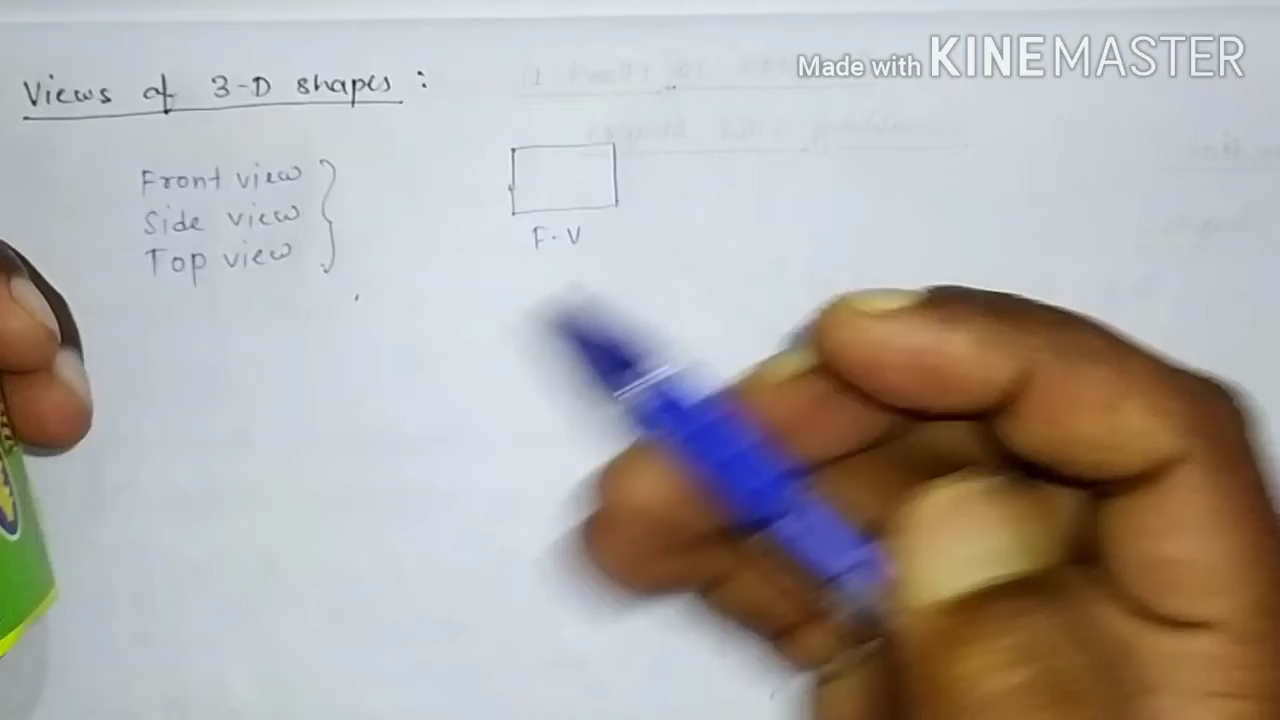 Made with KINEMASTER
Views of 3-D shapes :
Front view
Side view
Top view
F.V